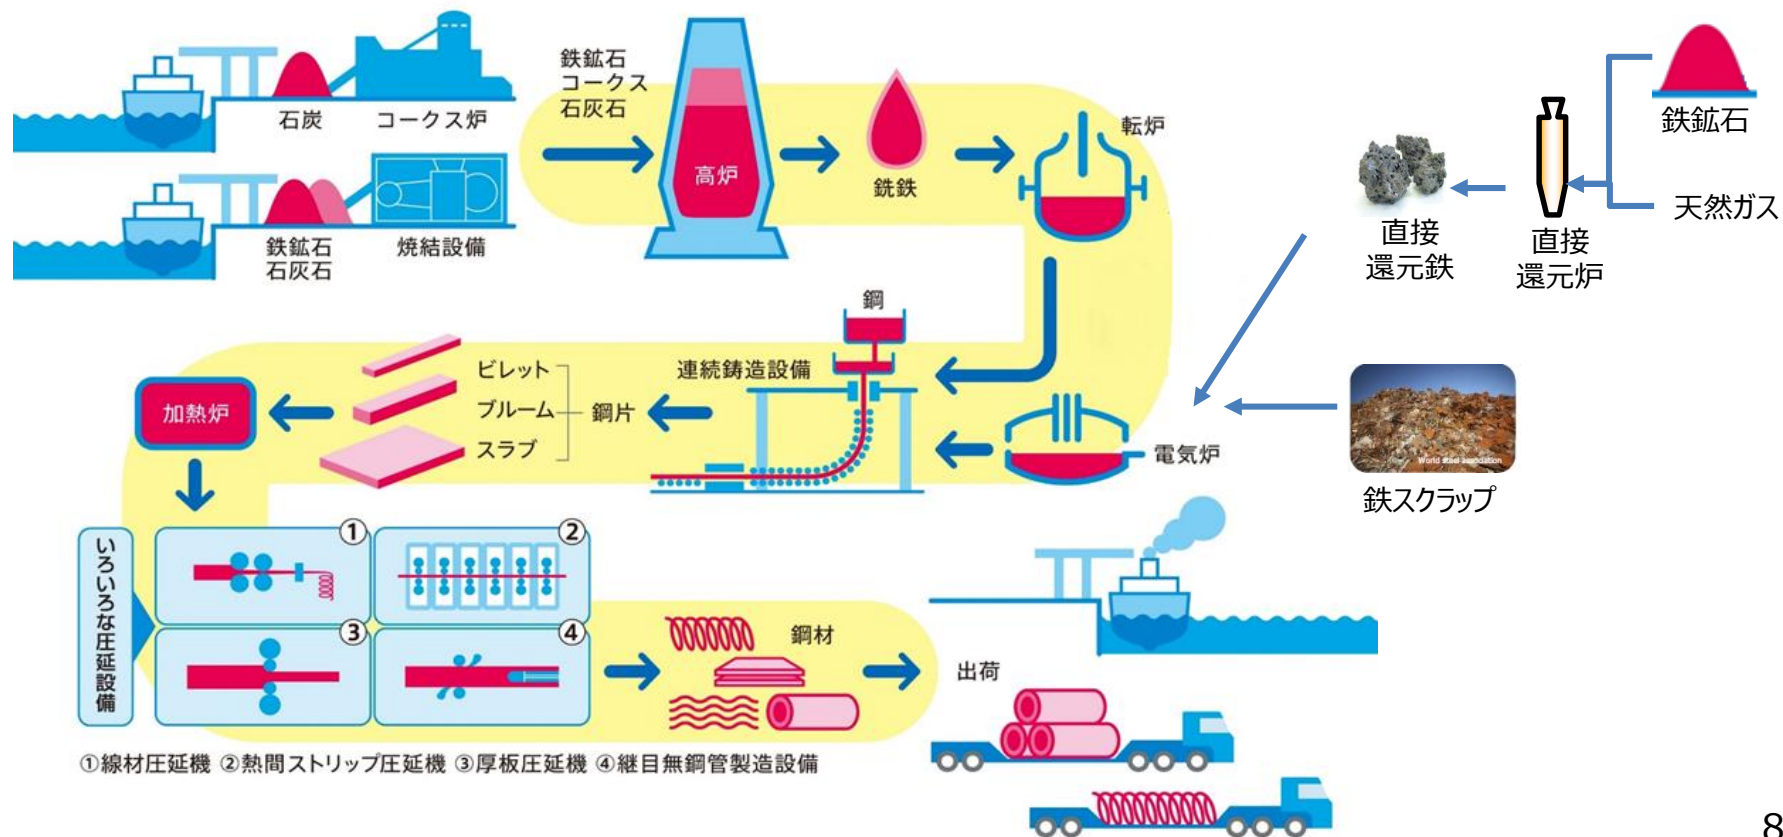 石炭
コークス炉
鉄鉱石
石灰石
焼結設備
鉄鉱石
コークス
石灰石
高炉
銑鉄
転炉
鉄鉱石
天然ガス
直接
還元炉
直接
還元鉄
鋼
連続鋳造設備
電気炉
World steel association
鉄スクラップ
ビレット
ブルーム
スラブ
鋼片
加熱炉
いろいろな圧延設備
①
②
③
④
鋼材
出荷
①線材圧延機 ②熱間ストリップ圧延機 ③厚板圧延機 ④継目無鋼管製造設備
8